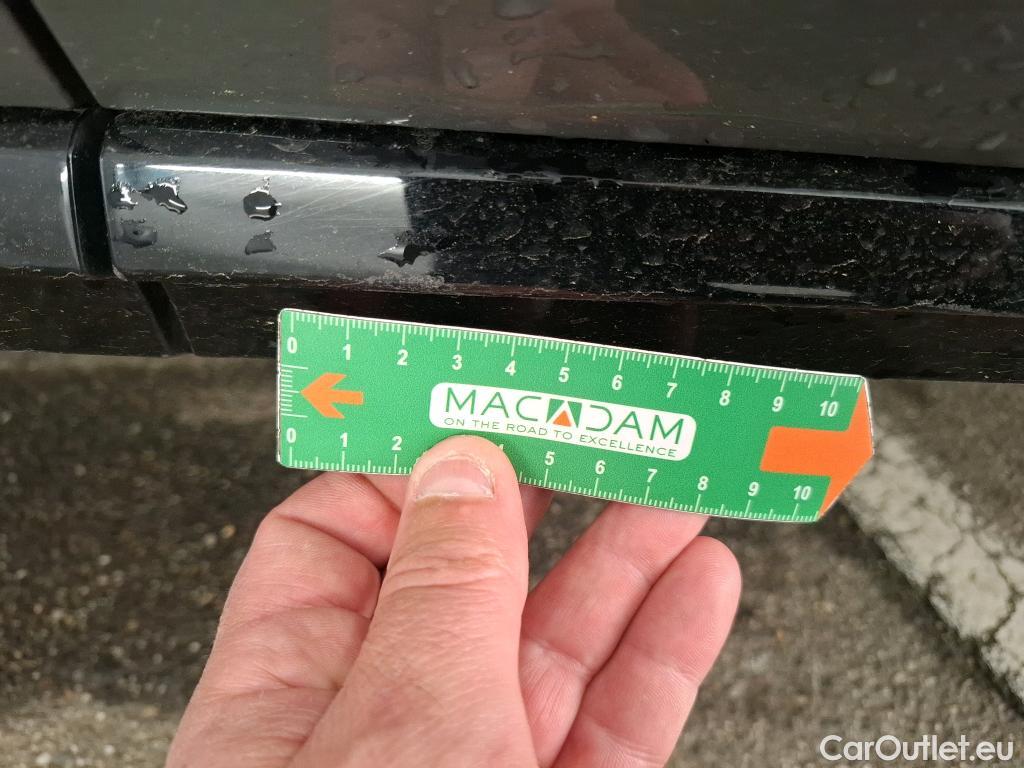 0 1 2 3 4 5 6 7 8 9 10
MACADAM
ON THE ROAD TO EXCELLENCE
0 1 2 4 5 6 7 8 9 10
CarOutlet.eu